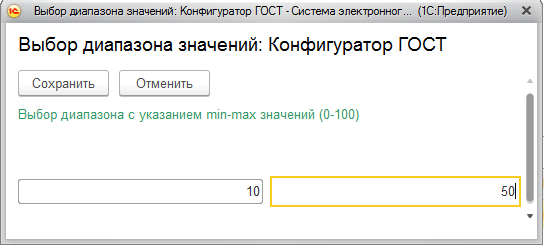 Выбор диапазона значений: Конфигуратор ГОСТ - Система электронног... (1С:Предприятие)
Выбор диапазона значений: Конфигуратор ГОСТ
Сохранить Отменить
Выбор диапазона с указанием min-max значений (0-100)
10 50